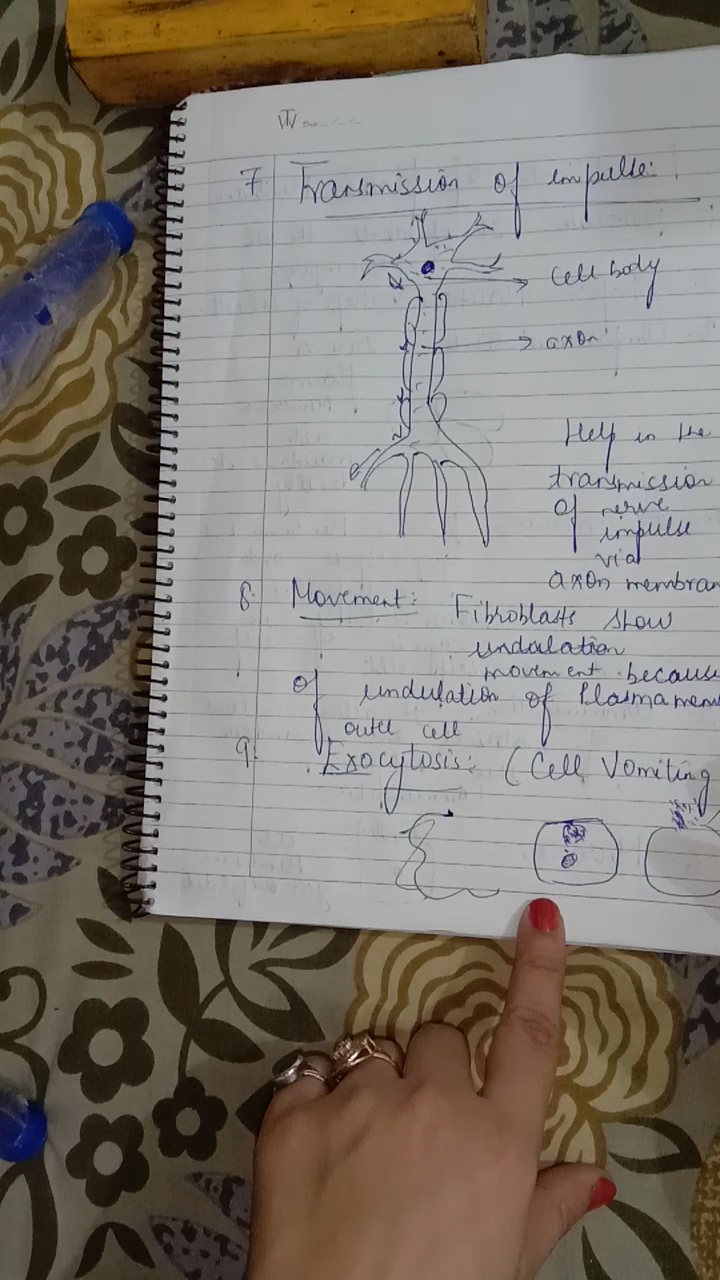 7 Transmission of impulse:
Cell body
axon
Help in the
transmission
of nerve
impulse
via
axon membran
8. Movement: Fibroblasts show
undulation
movement because
of undulation of Plasma mem
outer cell
9 Exocytosis: (Cell Vomiting